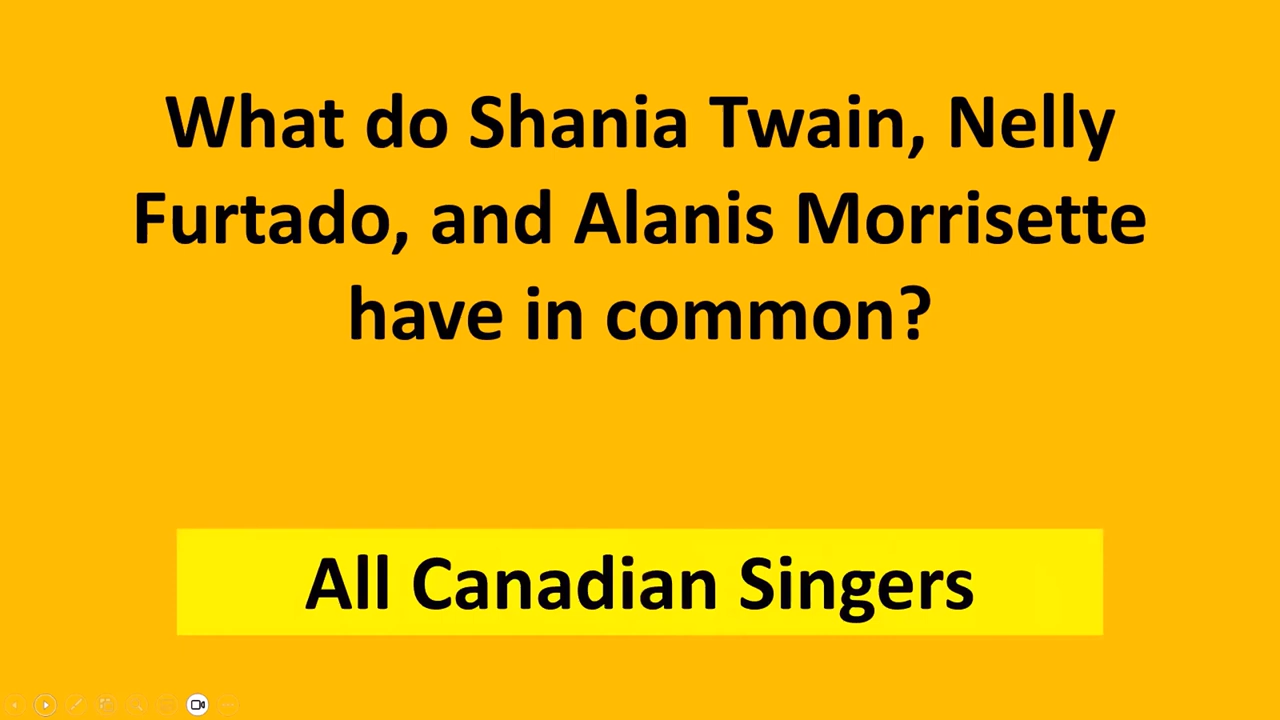 What do Shania Twain, Nelly
Furtado, and Alanis Morrisette
have in common?
All Canadian Singers